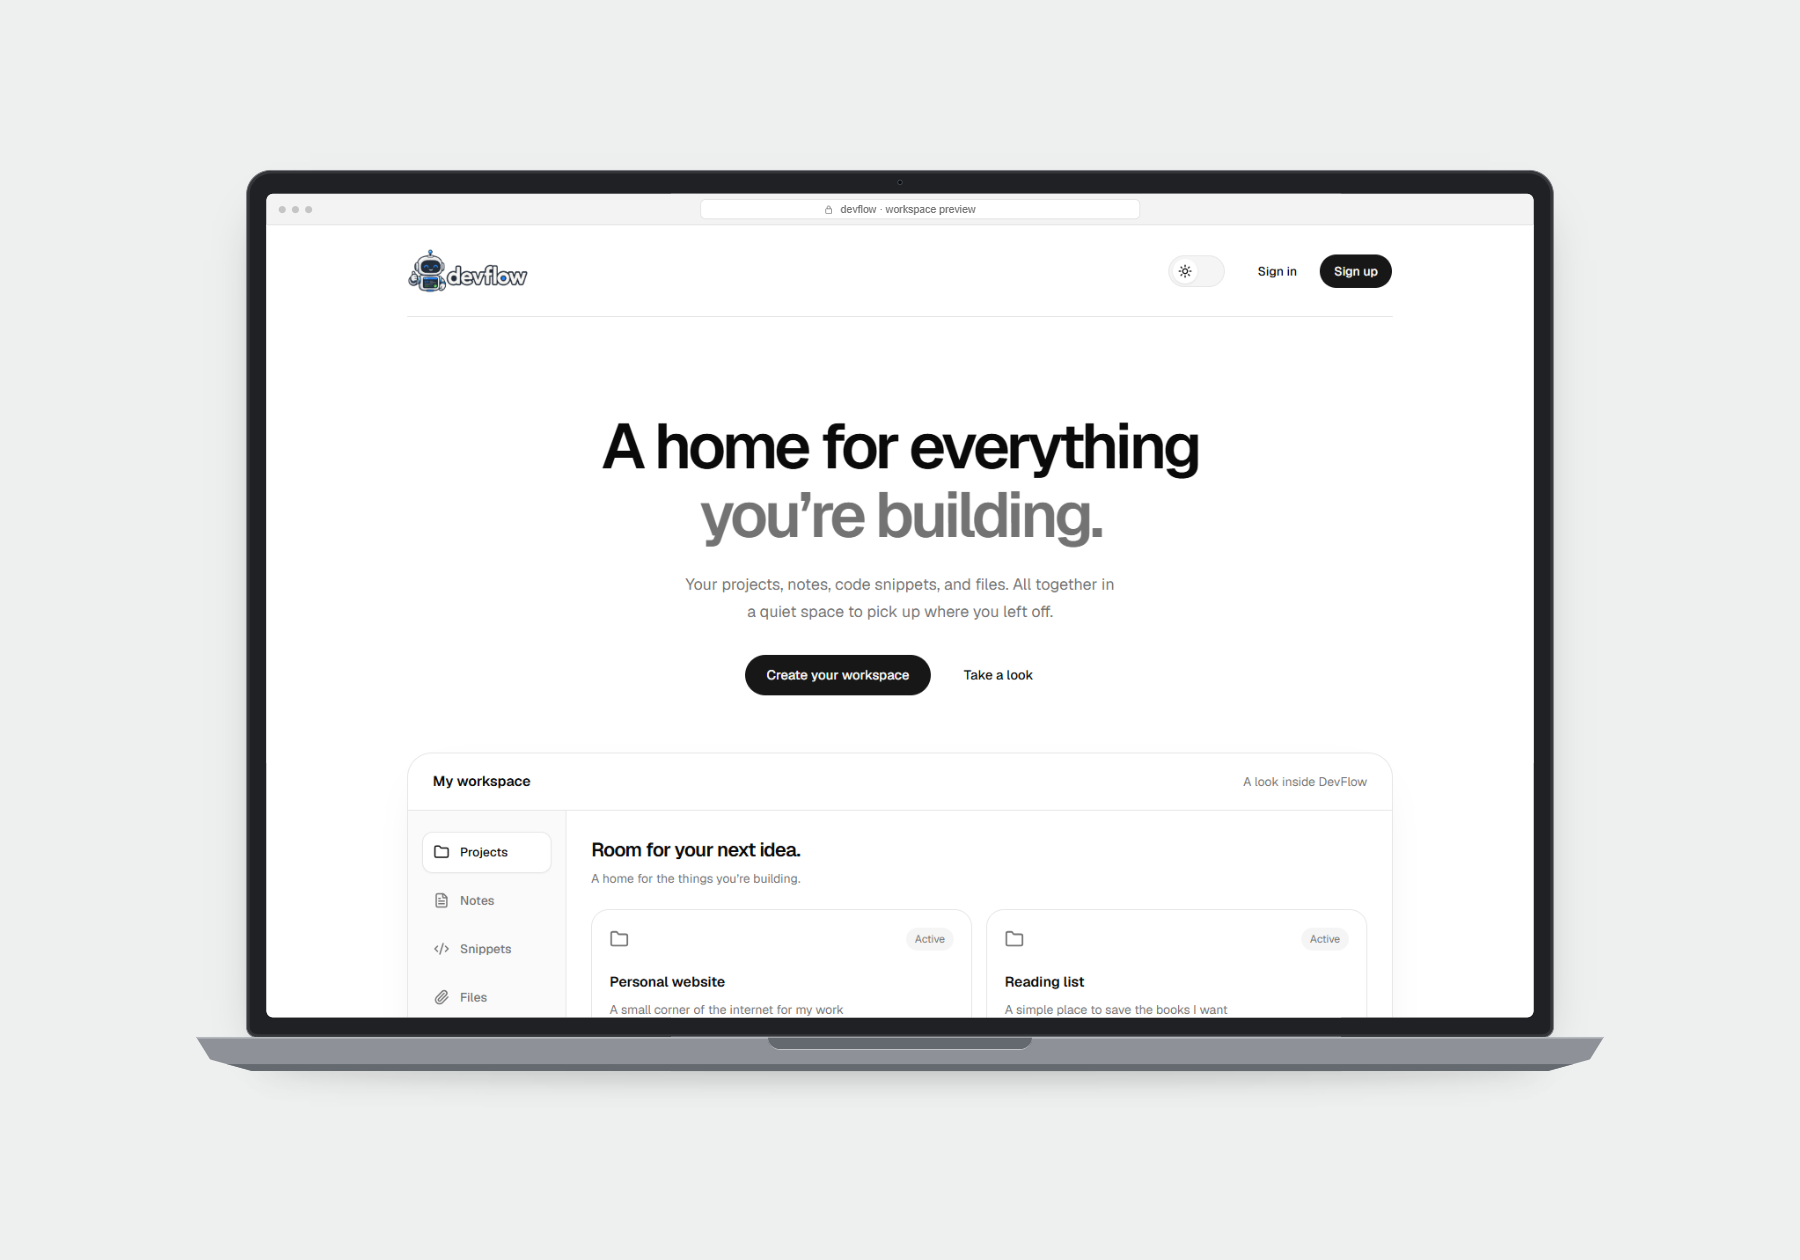 devflow · workspace preview
devflow
Sign in
Sign up
A home for everything
you’re building.
Your projects, notes, code snippets, and files. All together in
a quiet space to pick up where you left off.
Create your workspace
Take a look
My workspace
A look inside DevFlow
Projects
Notes
Snippets
Files
Room for your next idea.
A home for the things you’re building.
Active
Personal website
A small corner of the internet for my work
Active
Reading list
A simple place to save the books I want